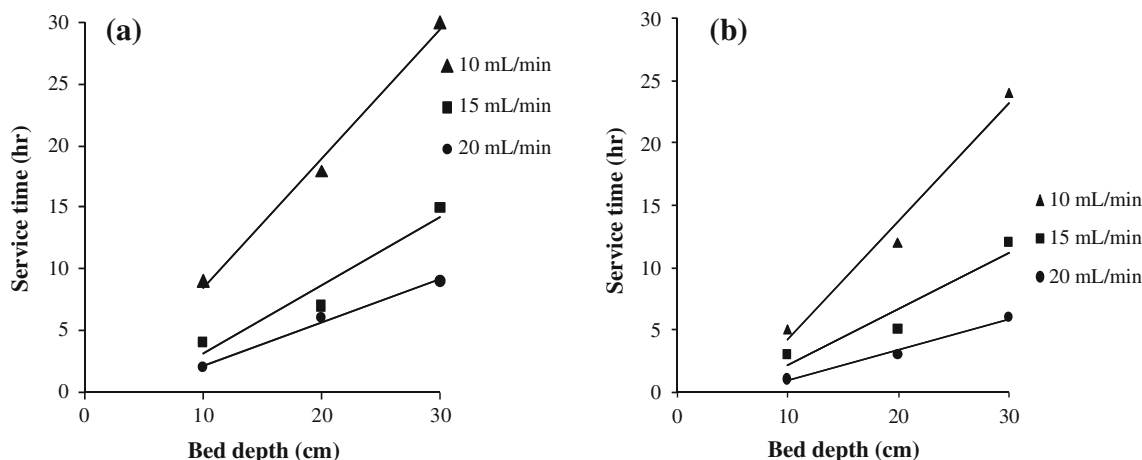 (a)
Service time (hr)
30
25
20
15
10
5
0
0 10 20 30
Bed depth (cm)
10 mL/min
15 mL/min
20 mL/min
(b)
Service time (hr)
30
25
20
15
10
5
0
0 10 20 30
Bed depth (cm)
10 mL/min
15 mL/min
20 mL/min